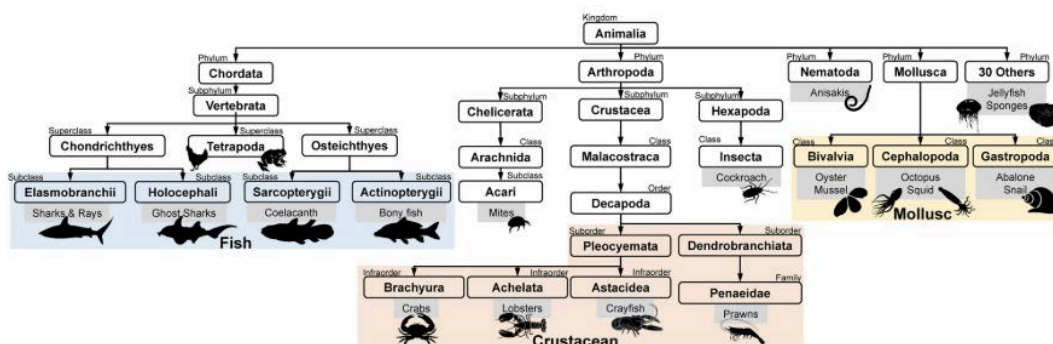 Kingdom
Animalia
Phylum
Phylum
Phylum
Phylum
Phylum
Chordata
Arthropoda
Nematoda
Mollusca
30 Others
Anisakis
Jellyfish
Sponges
Subphylum
Vertebrata
Subphylum
Subphylum
Subphylum
Chelicerata
Crustacea
Hexapoda
Superclass
Superclass
Superclass
Chondrichthyes
Tetrapoda
Osteichthyes
Class
Class
Class
Arachnida
Malacostraca
Insecta
Cockroach
Class
Class
Class
Bivalvia
Cephalopoda
Gastropoda
Oyster
Mussel
Octopus
Squid
Abalone
Snail
Mollusc
Subclass
Subclass
Subclass
Subclass
Elasmobranchii
Holocephali
Sarcopterygii
Actinopterygii
Sharks & Rays
Ghost Sharks
Coelacanth
Bony fish
Fish
Subclass
Acari
Mites
Order
Decapoda
Suborder
Suborder
Pleocyemata
Dendrobranchiata
Infraorder
Infraorder
Infraorder
Family
Brachyura
Achelata
Astacidea
Penaeidae
Crabs
Lobsters
Crayfish
Prawns
Crustacean